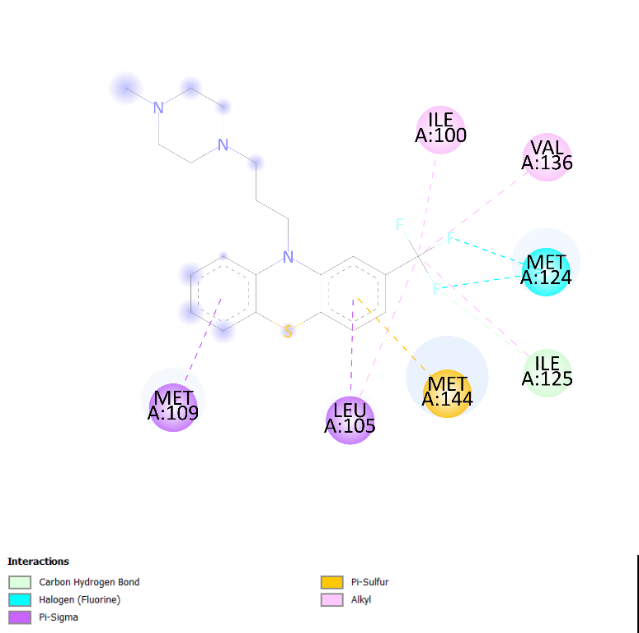 N
N
ILE
A:100
VAL
A:136
F
F
N
MET
A:124
F
S
ILE
A:125
MET
A:109
LEU
A:105
MET
A:144
Interactions
Carbon Hydrogen Bond
Halogen (Fluorine)
Pi-Sigma
Pi-Sulfur
Alkyl